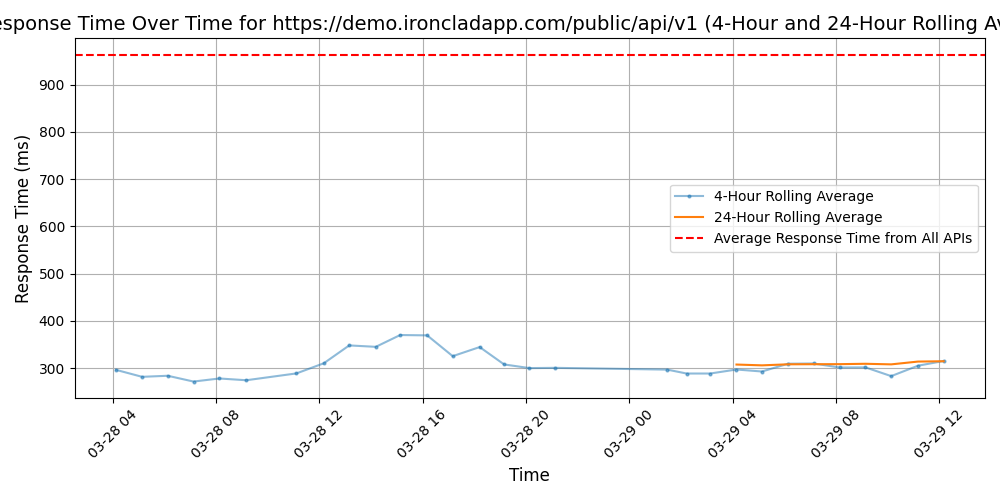 sponse Time Over Time for https://demo.ironcladapp.com/public/api/v1 (4-Hour and 24-Hour Rolling Av
Response Time (ms)
900
800
700
600
500
400
300
4-Hour Rolling Average
24-Hour Rolling Average
Average Response Time from All APIs
03-28 04
03-28 08
03-28 12
03-28 16
03-28 20
03-29 00
03-29 04
03-29 08
03-29 12
Time